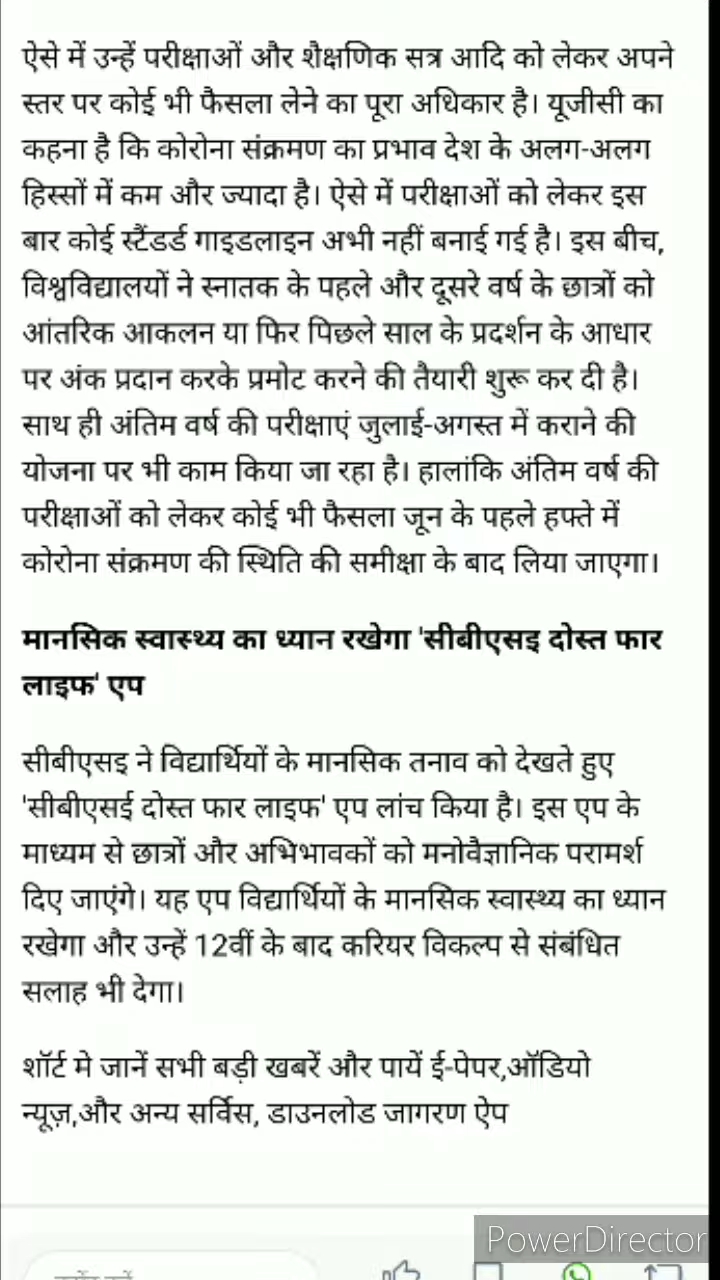 ऐसे में उन्हें परीक्षाओं और शैक्षणिक सत्र आदि को लेकर अपने
स्तर पर कोई भी फैसला लेने का पूरा अधिकार है। यूजीसी का
कहना है कि कोरोना संक्रमण का प्रभाव देश के अलग-अलग
हिस्सों में कम और ज्यादा है। ऐसे में परीक्षाओं को लेकर इस
बार कोई स्टैंडर्ड गाइडलाइन अभी नहीं बनाई गई है। इस बीच,
विश्वविद्यालयों ने स्नातक के पहले और दूसरे वर्ष के छात्रों को
आंतरिक आकलन या फिर पिछले साल के प्रदर्शन के आधार
पर अंक प्रदान करके प्रमोट करने की तैयारी शुरू कर दी है।
साथ ही अंतिम वर्ष की परीक्षाएं जुलाई-अगस्त में कराने की
योजना पर भी काम किया जा रहा है। हालांकि अंतिम वर्ष की
परीक्षाओं को लेकर कोई भी फैसला जून के पहले हफ्ते में
कोरोना संक्रमण की स्थिति की समीक्षा के बाद लिया जाएगा।
मानसिक स्वास्थ्य का ध्यान रखेगा 'सीबीएसइ दोस्त फार
लाइफ' एप
सीबीएसइ ने विद्यार्थियों के मानसिक तनाव को देखते हुए
'सीबीएसई दोस्त फार लाइफ' एप लांच किया है। इस एप के
माध्यम से छात्रों और अभिभावकों को मनोवैज्ञानिक परामर्श
दिए जाएंगे। यह एप विद्यार्थियों के मानसिक स्वास्थ्य का ध्यान
रखेगा और उन्हें 12वीं के बाद करियर विकल्प से संबंधित
सलाह भी देगा।
शॉर्ट मे जानें सभी बड़ी खबरें और पायें ई-पेपर,ऑडियो
न्यूज़,और अन्य सर्विस, डाउनलोड जागरण ऐप
PowerDirector